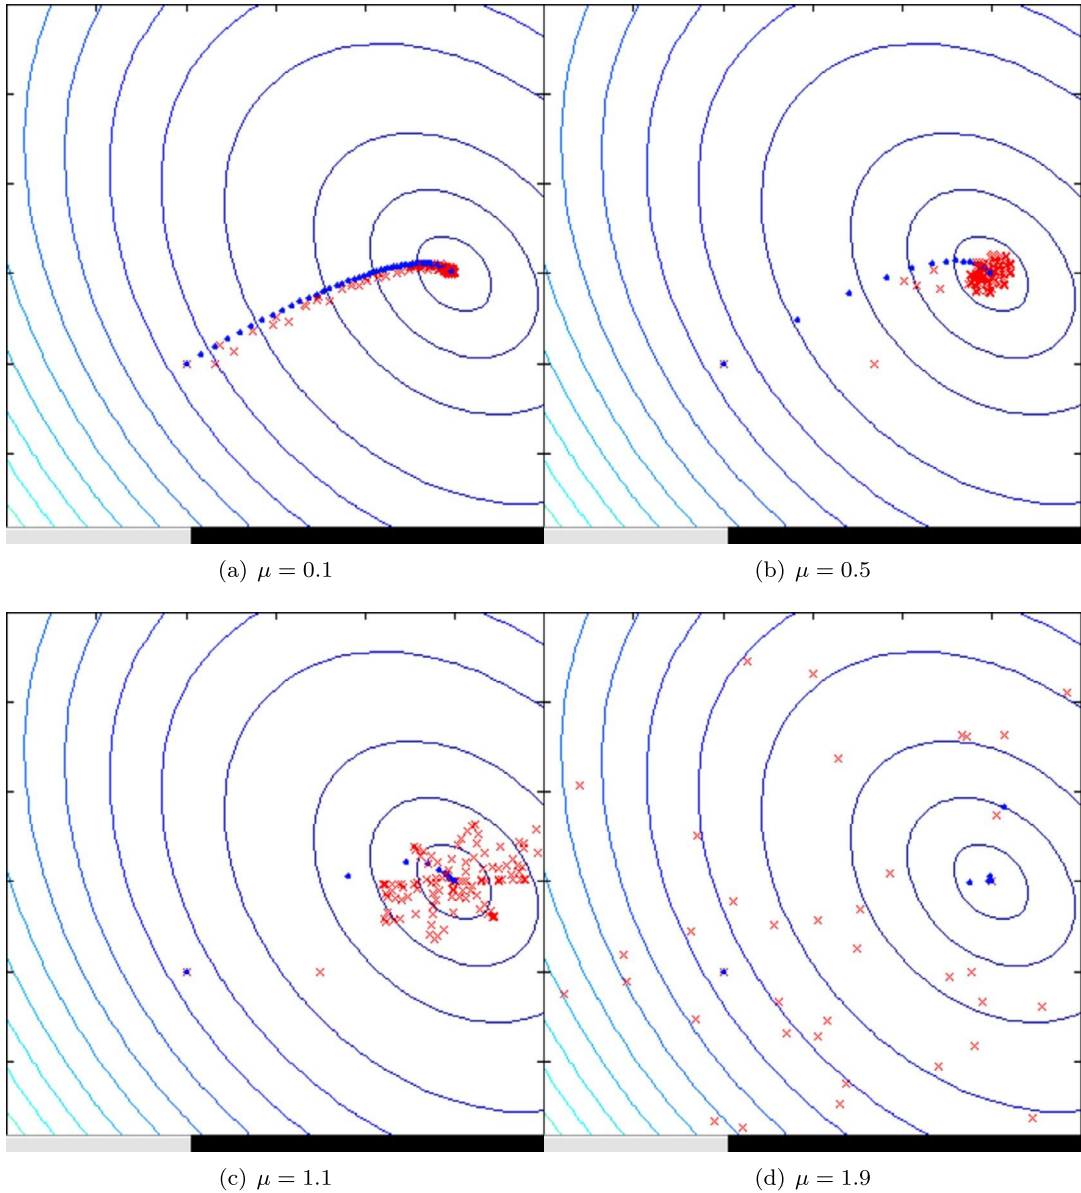 (a) μ = 0.1
(b) μ = 0.5
(c) μ = 1.1
(d) μ = 1.9